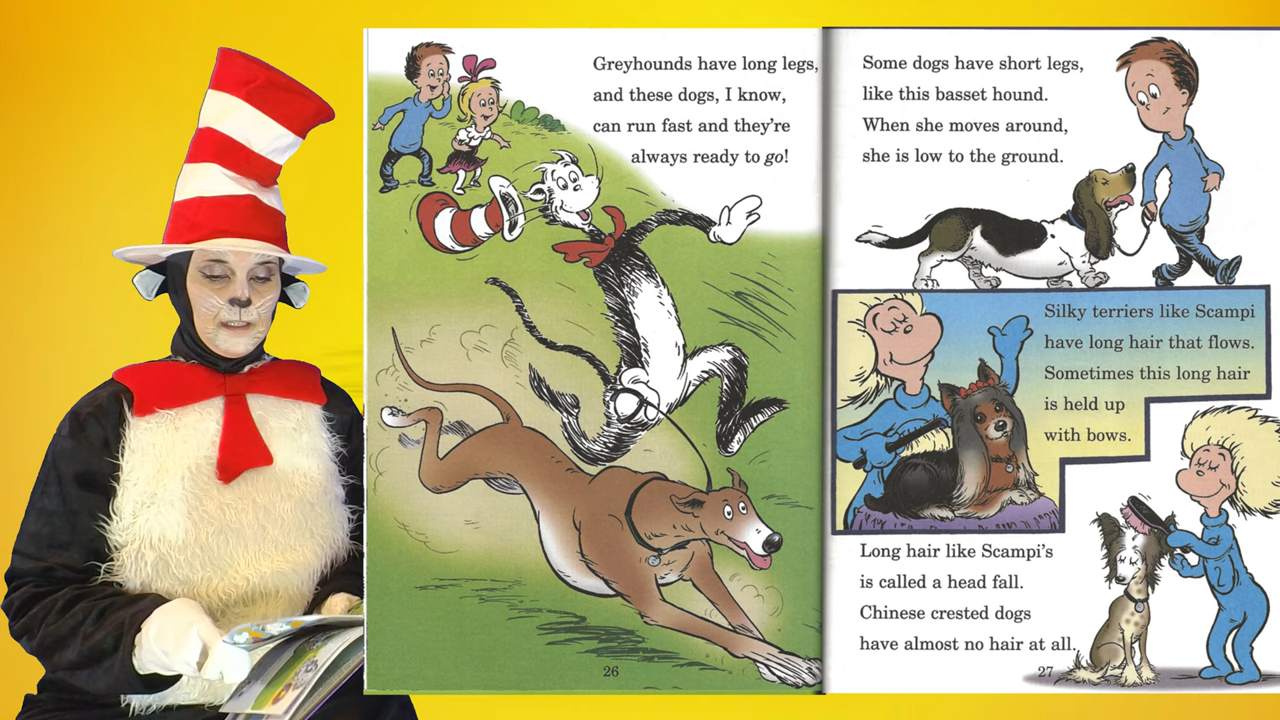 Greyhounds have long legs,
and these dogs, I know,
can run fast and they're
always ready to go!
26
Some dogs have short legs,
like this basset hound.
When she moves around,
she is low to the ground.
Silky terriers like Scampi
have long hair that flows.
Sometimes this long hair
is held up
with bows.
Long hair like Scampi's
is called a head fall.
Chinese crested dogs
have almost no hair at all.
27